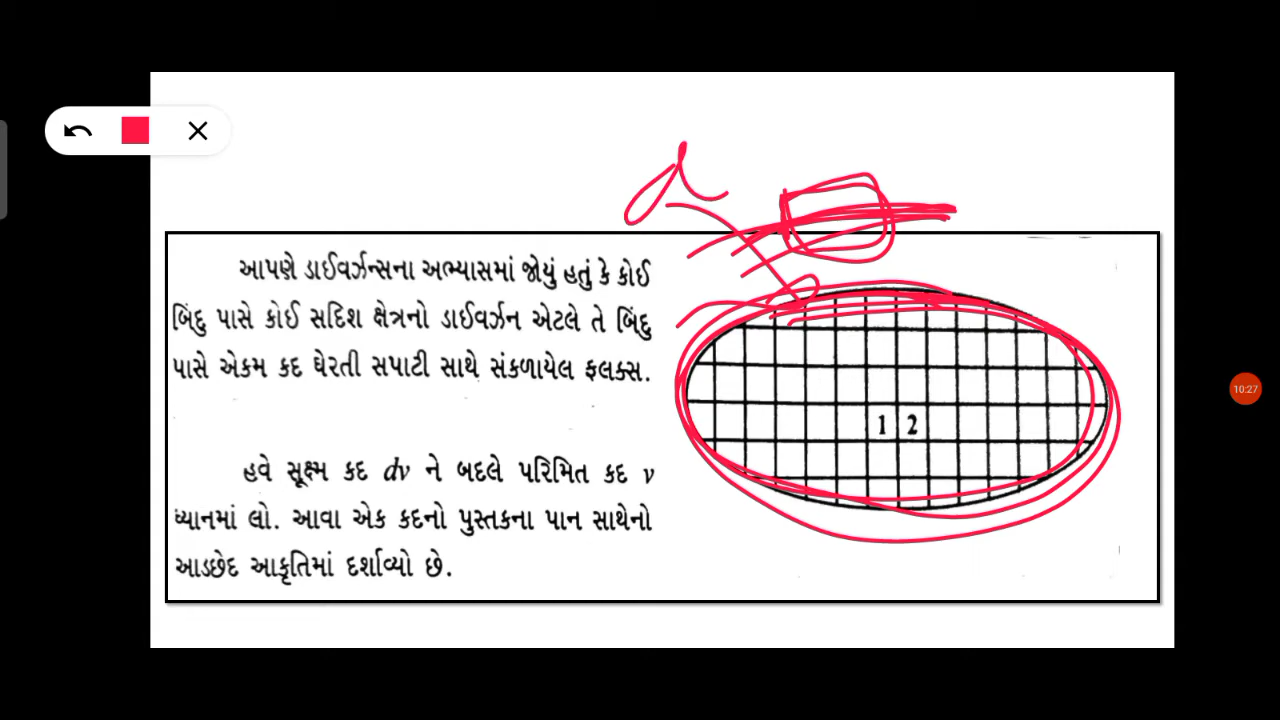 આપણે ડાઈવર્ઝન્સના અભ્યાસમાં જોયું હતું કે કોઈ
બિંદુ પાસે કોઈ સદિશ ક્ષેત્રનો ડાઈવર્ઝન એટલે તે બિંદુ
પાસે એકમ કદ ઘેરતી સપાટી સાથે સંકળાયેલ ફલક્સ.
હવે સૂક્ષ્મ કદ dv ને બદલે પરિમિત કદ v
ધ્યાનમાં લો. આવા એક કદનો પુસ્તકના પાન સાથેનો
આડછેદ આકૃતિમાં દર્શાવ્યો છે.
1 2
10:27